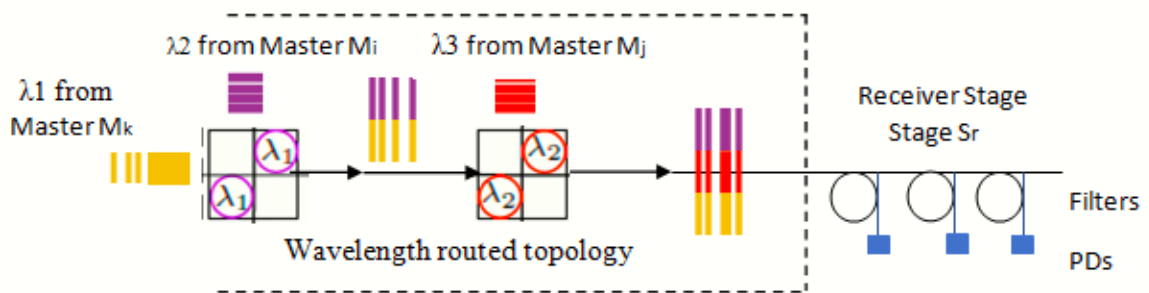 λ2 from Master Mi
λ3 from Master Mj
λ1 from
Master Mk
λ1
λ1
λ2
λ2
Wavelength routed topology
Receiver Stage
Stage Sr
Filters
PDs